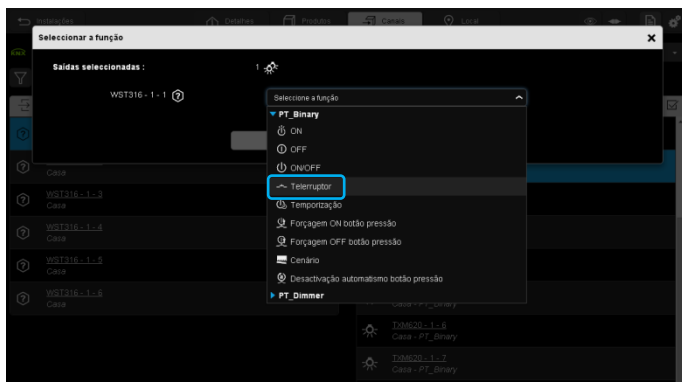 Instalações Detalhes Produtos Canais Local
Seleccionar a função
Saídas seleccionadas : 1
WST316 - 1 - 1
Seleccione a função
PT_Binary
ON
OFF
ON/OFF
Telerruptor
Temporização
Forçagem ON botão pressão
Forçagem OFF botão pressão
Cenário
Desactivação automatismo botão pressão
PT_Dimmer
Casa
WST316 - 1 - 3
Casa
WST316 - 1 - 4
Casa
WST316 - 1 - 5
Casa
WST316 - 1 - 6
Casa
Casa - PT_Binary
TXM620 - 1 - 6
Casa - PT_Binary
TXM620 - 1 - 7
Casa - PT_Binary